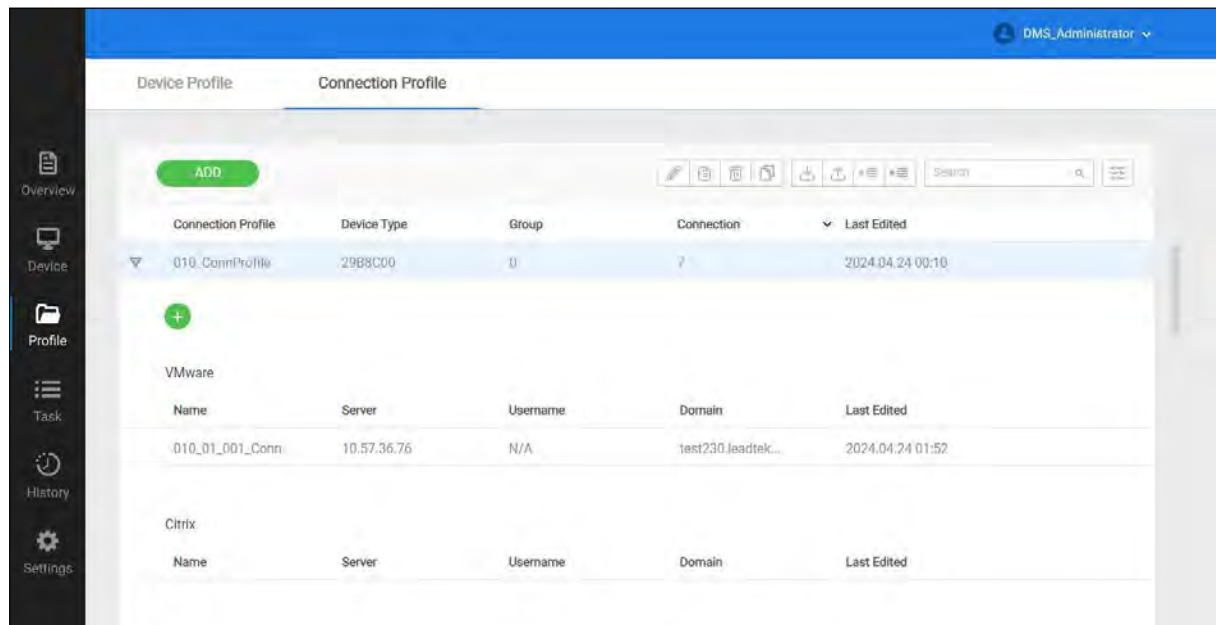 DMS_Administrator
Device Profile Connection Profile
ADD Search
Overview
Connection Profile Device Type Group Connection Last Edited
Device 010_ConnProfile 29B8C00 0 7 2024.04.24 00:10
Profile
VMware
Name Server Username Domain Last Edited
Task
010_01_001_Conn 10.57.36.76 N/A test230.leadtek... 2024.04.24 01:52
History
Citrix
Name Server Username Domain Last Edited
Settings